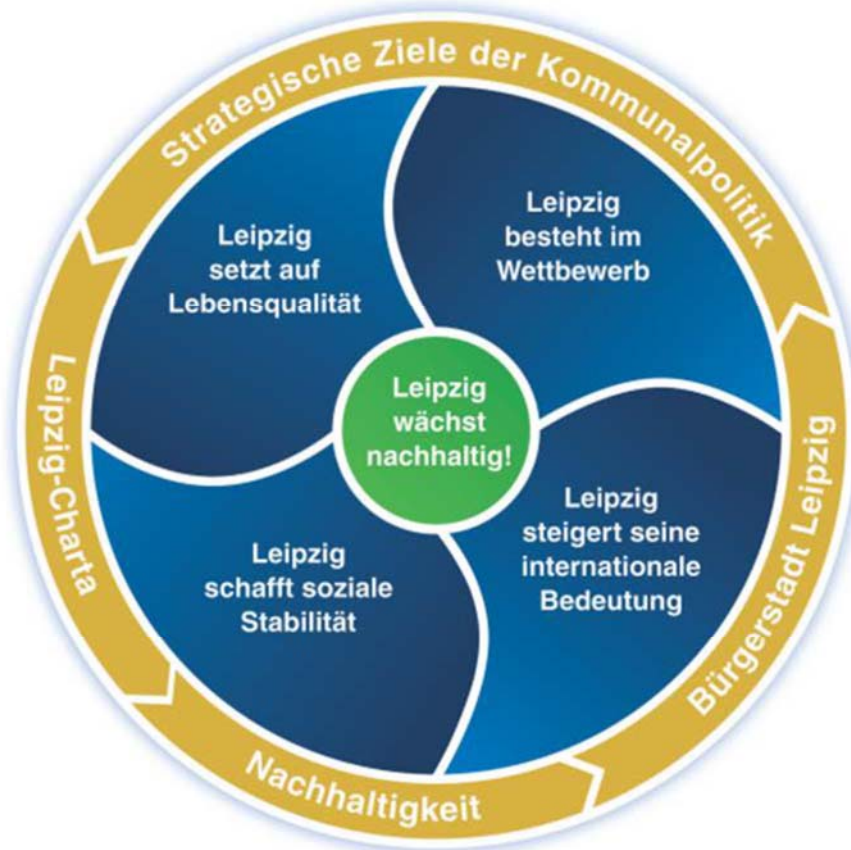 Strategische Ziele der Kommunalpolitik
Leipzig
setzt auf
Lebensqualität
Leipzig
besteht im
Wettbewerb
Leipzig
wächst
nachhaltig!
Leipzig
schafft soziale
Stabilität
Leipzig
steigert seine
internationale
Bedeutung
Leipzig-Charta
Nachhaltigkeit
Bürgerstadt Leipzig